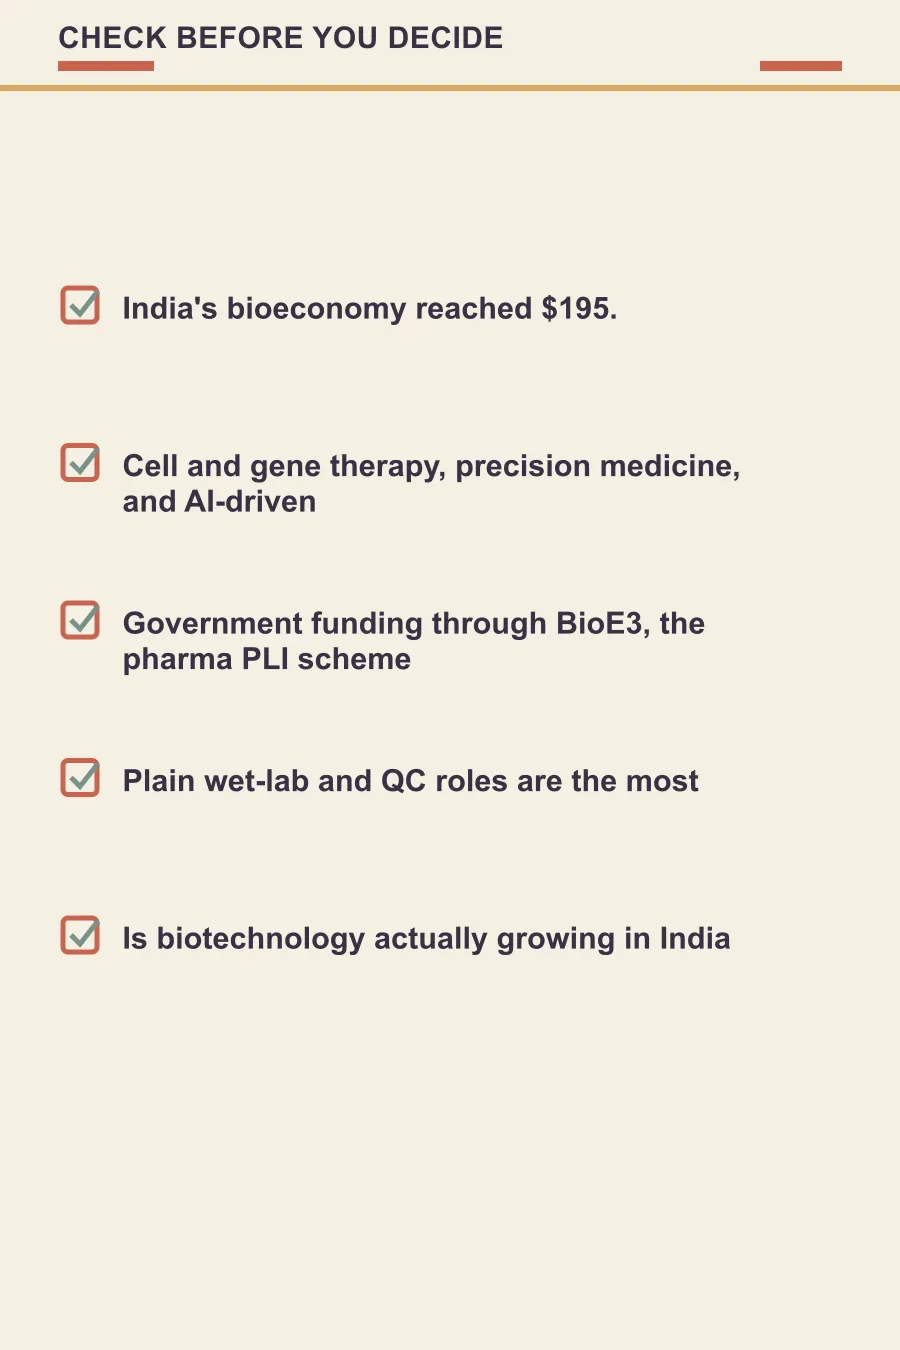 CHECK BEFORE YOU DECIDE
India's bioeconomy reached $195.
Cell and gene therapy, precision medicine,
and AI-driven
Government funding through BioE3, the
pharma PLI scheme
Plain wet-lab and QC roles are the most
Is biotechnology actually growing in India